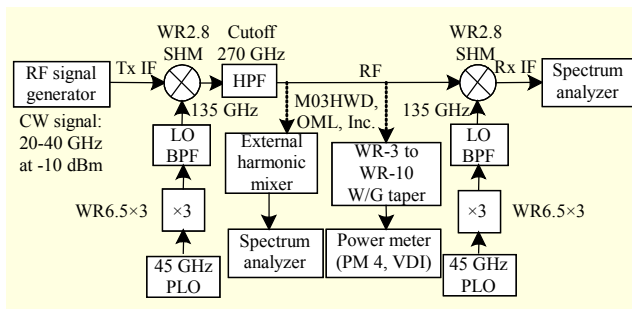 WR2.8
SHM
Cutoff
270 GHz
WR2.8
SHM
RF signal
generator
Tx IF
HPF
RF
Rx IF
Spectrum
analyzer
CW signal:
20-40 GHz
at -10 dBm
135 GHz
M03HWD,
OML, Inc.
135 GHz
LO
BPF
External
harmonic
mixer
WR-3 to
WR-10
W/G taper
LO
BPF
WR6.5×3
×3
×3
WR6.5×3
Spectrum
analyzer
Power meter
(PM 4, VDI)
45 GHz
PLO
45 GHz
PLO